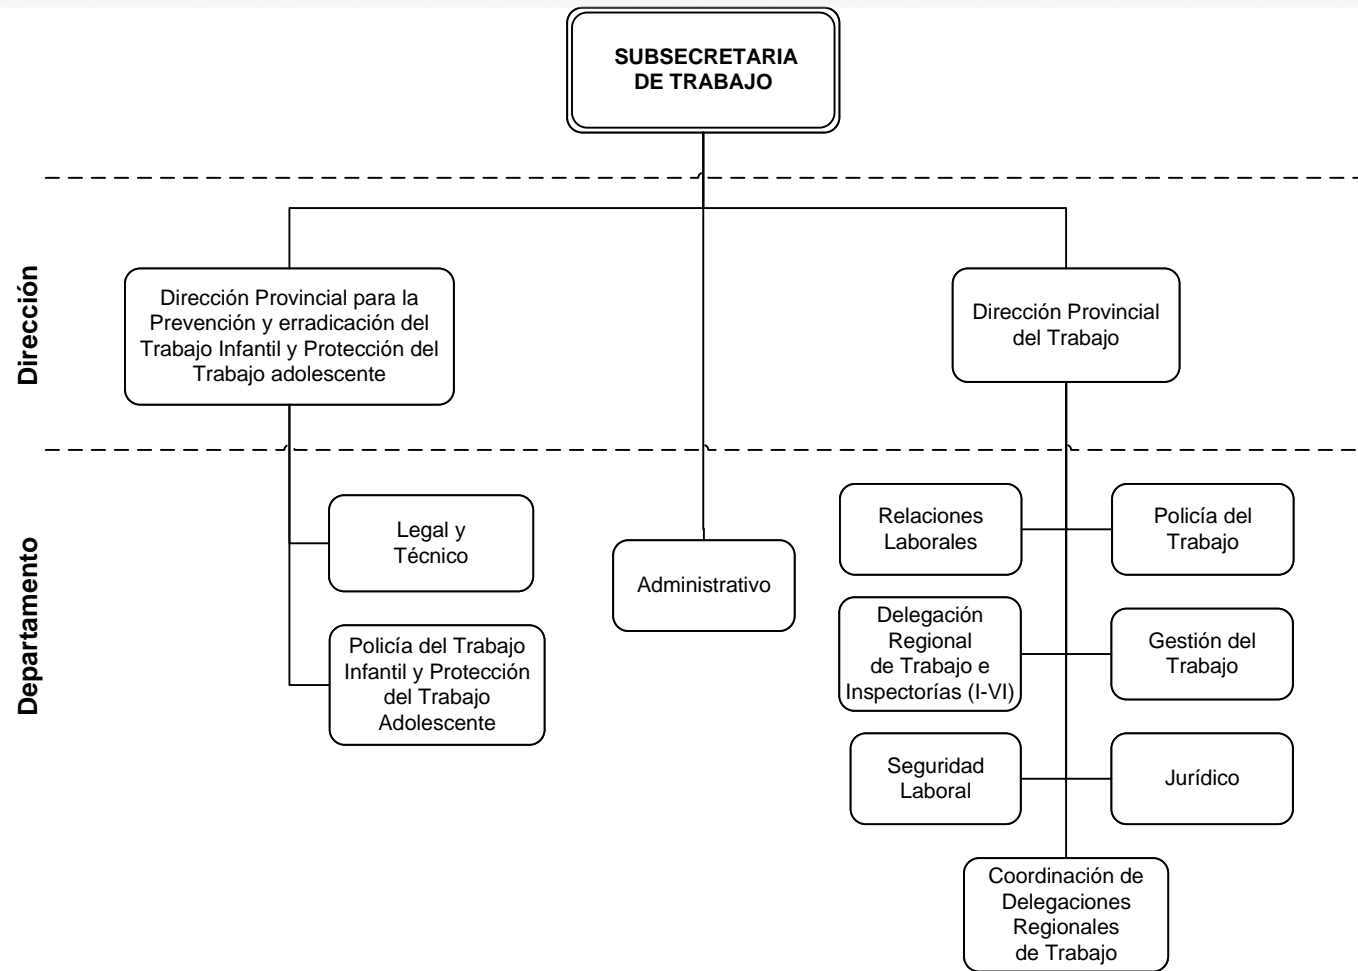 SUBSECRETARIA
DE TRABAJO
Dirección
Dirección Provincial para la
Prevención y erradicación del
Trabajo Infantil y Protección del
Trabajo adolescente
Dirección Provincial
del Trabajo
Departamento
Legal y
Técnico
Policía del Trabajo
Infantil y Protección
del Trabajo
Adolescente
Administrativo
Relaciones
Laborales
Policía del
Trabajo
Delegación
Regional
de Trabajo e
Inspectorías (I-VI)
Gestión del
Trabajo
Seguridad
Laboral
Jurídico
Coordinación de
Delegaciones
Regionales
de Trabajo